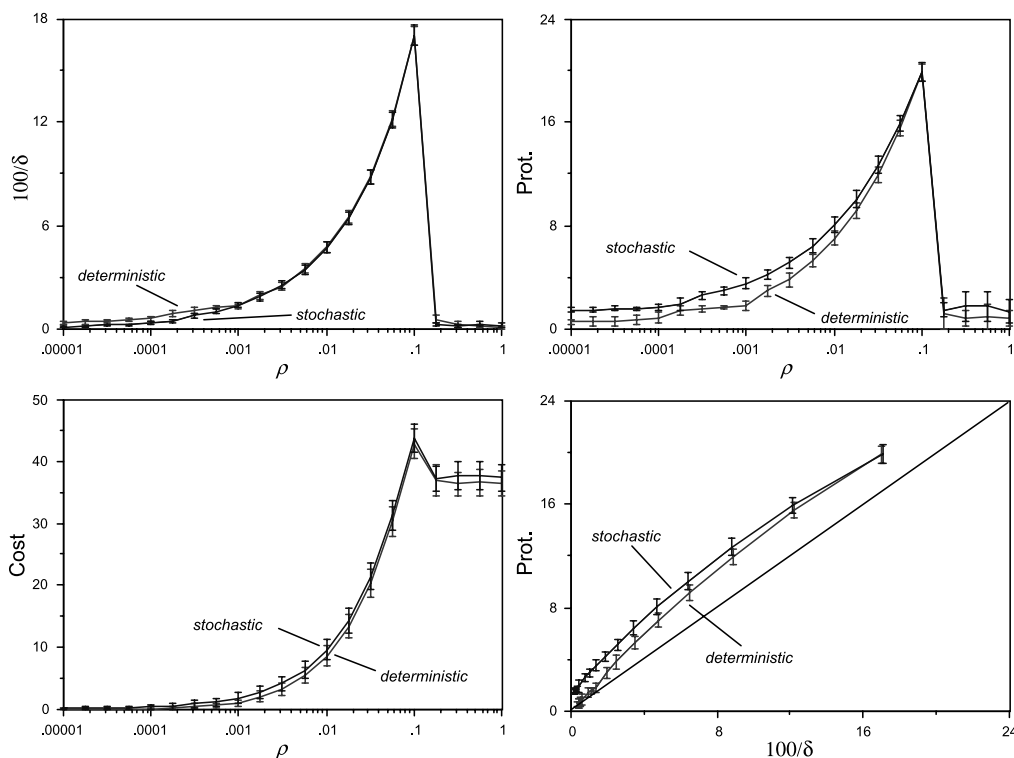 18
12
6
0
100/δ
deterministic
stochastic
.00001 .0001 .001 .01 .1 1
ρ
24
16
8
0
Prot.
stochastic
deterministic
.00001 .0001 .001 .01 .1 1
ρ
50
40
30
20
10
0
Cost
stochastic
deterministic
.00001 .0001 .001 .01 .1 1
ρ
24
16
8
0
Prot.
stochastic
deterministic
0 8 16 24
100/δ